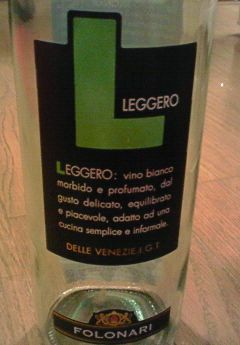 L
LEGGERO
LEGGERO: vino bianco
morbido e profumato, dal
gusto delicato, equilibrato
e piacevole, adatto ad una
cucina semplice e informale.
DELLE VENEZIE I.G.T.
FOLONARI